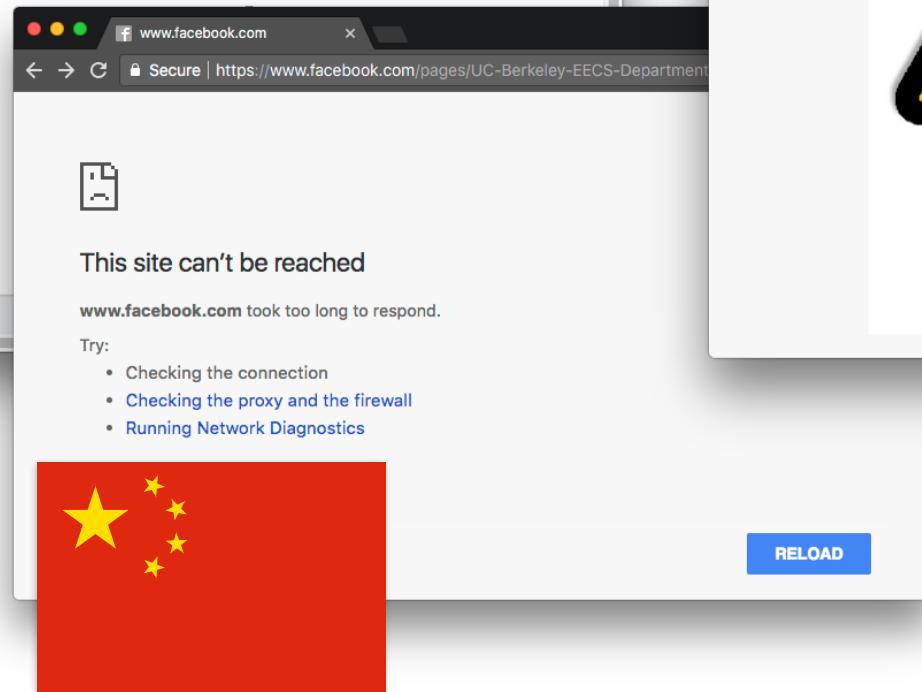 www.facebook.com
Secure https://www.facebook.com/pages/UC-Berkeley-EECS-Department
This site can't be reached
www.facebook.com took too long to respond.
Try:
• Checking the connection
• Checking the proxy and the firewall
• Running Network Diagnostics
RELOAD